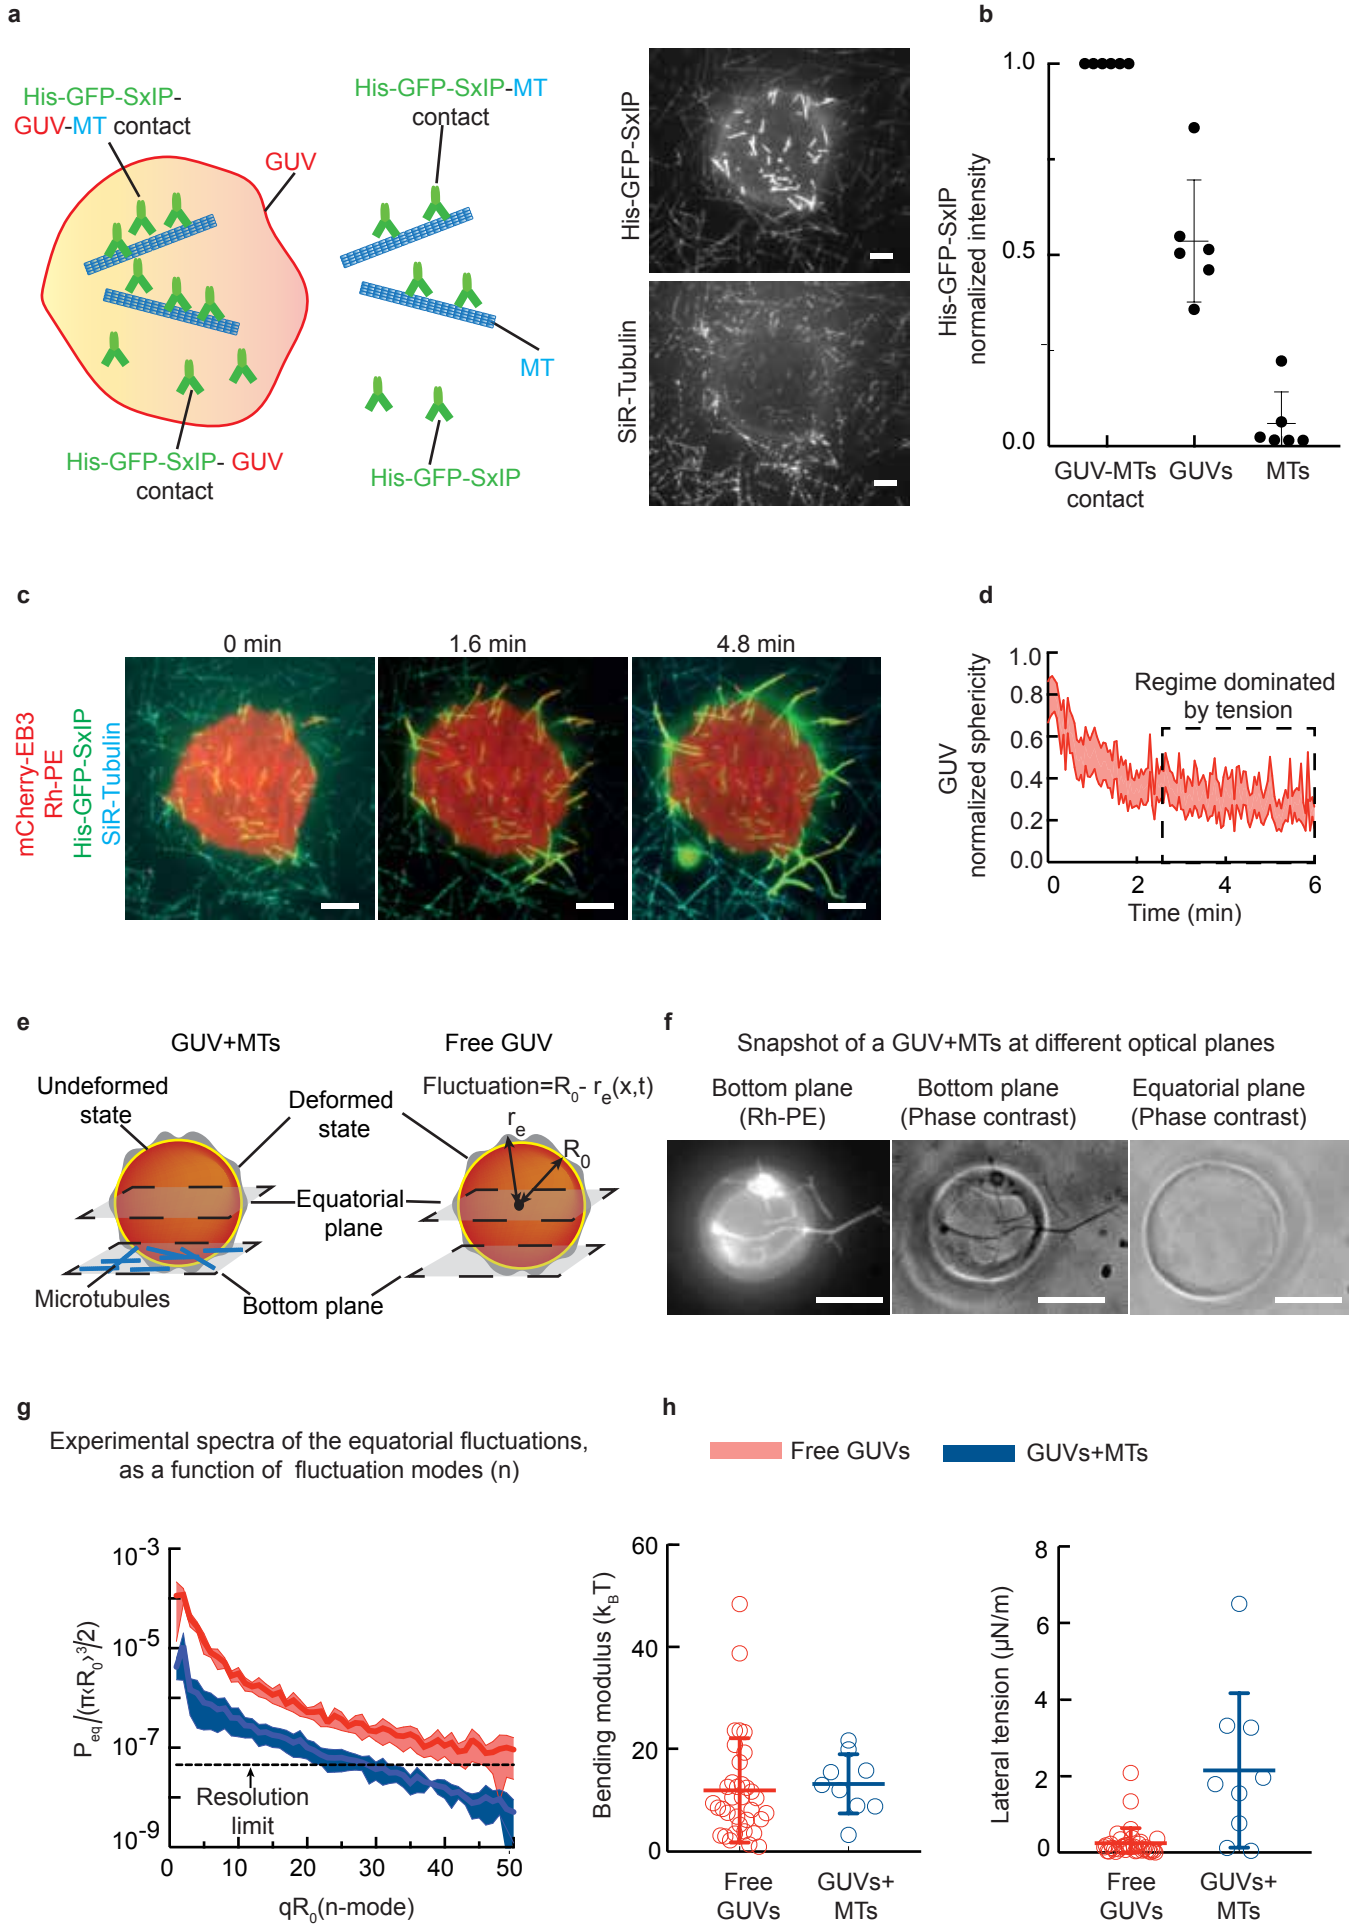 a
His-GFP-SxIP-
GUV-MT contact
GUV
His-GFP-SxIP-MT
contact
MT
His-GFP-SxIP- GUV
contact
His-GFP-SxIP
His-GFP-SxIP
SiR-Tubulin
b
His-GFP-SxIP
normalized intensity
1.0
0.5
0.0
GUV-MTs
contact
GUVs
MTs
c
0 min
1.6 min
4.8 min
mCherry-EB3
Rh-PE
His-GFP-SxIP
SiR-Tubulin
d
GUV
normalized sphericity
1.0
0.8
0.6
0.4
0.2
0.0
Regime dominated
by tension
0
2
4
6
Time (min)
e
GUV+MTs
Free GUV
Undeformed
state
Deformed
state
Fluctuation=R₀- rₑ(x,t)
rₑ
R₀
Equatorial
plane
Microtubules
Bottom plane
f
Snapshot of a GUV+MTs at different optical planes
Bottom plane
(Rh-PE)
Bottom plane
(Phase contrast)
Equatorial plane
(Phase contrast)
g
Experimental spectra of the equatorial fluctuations,
as a function of fluctuation modes (n)
P_eq/(π‹R₀›³/2)
10⁻³
10⁻⁵
10⁻⁷
10⁻⁹
Resolution
limit
0
10
20
30
40
50
qR₀(n-mode)
h
Free GUVs
GUVs+MTs
Bending modulus (k_BT)
60
40
20
0
Free
GUVs
GUVs+
MTs
Lateral tension (µN/m)
8
6
4
2
0
Free
GUVs
GUVs+
MTs